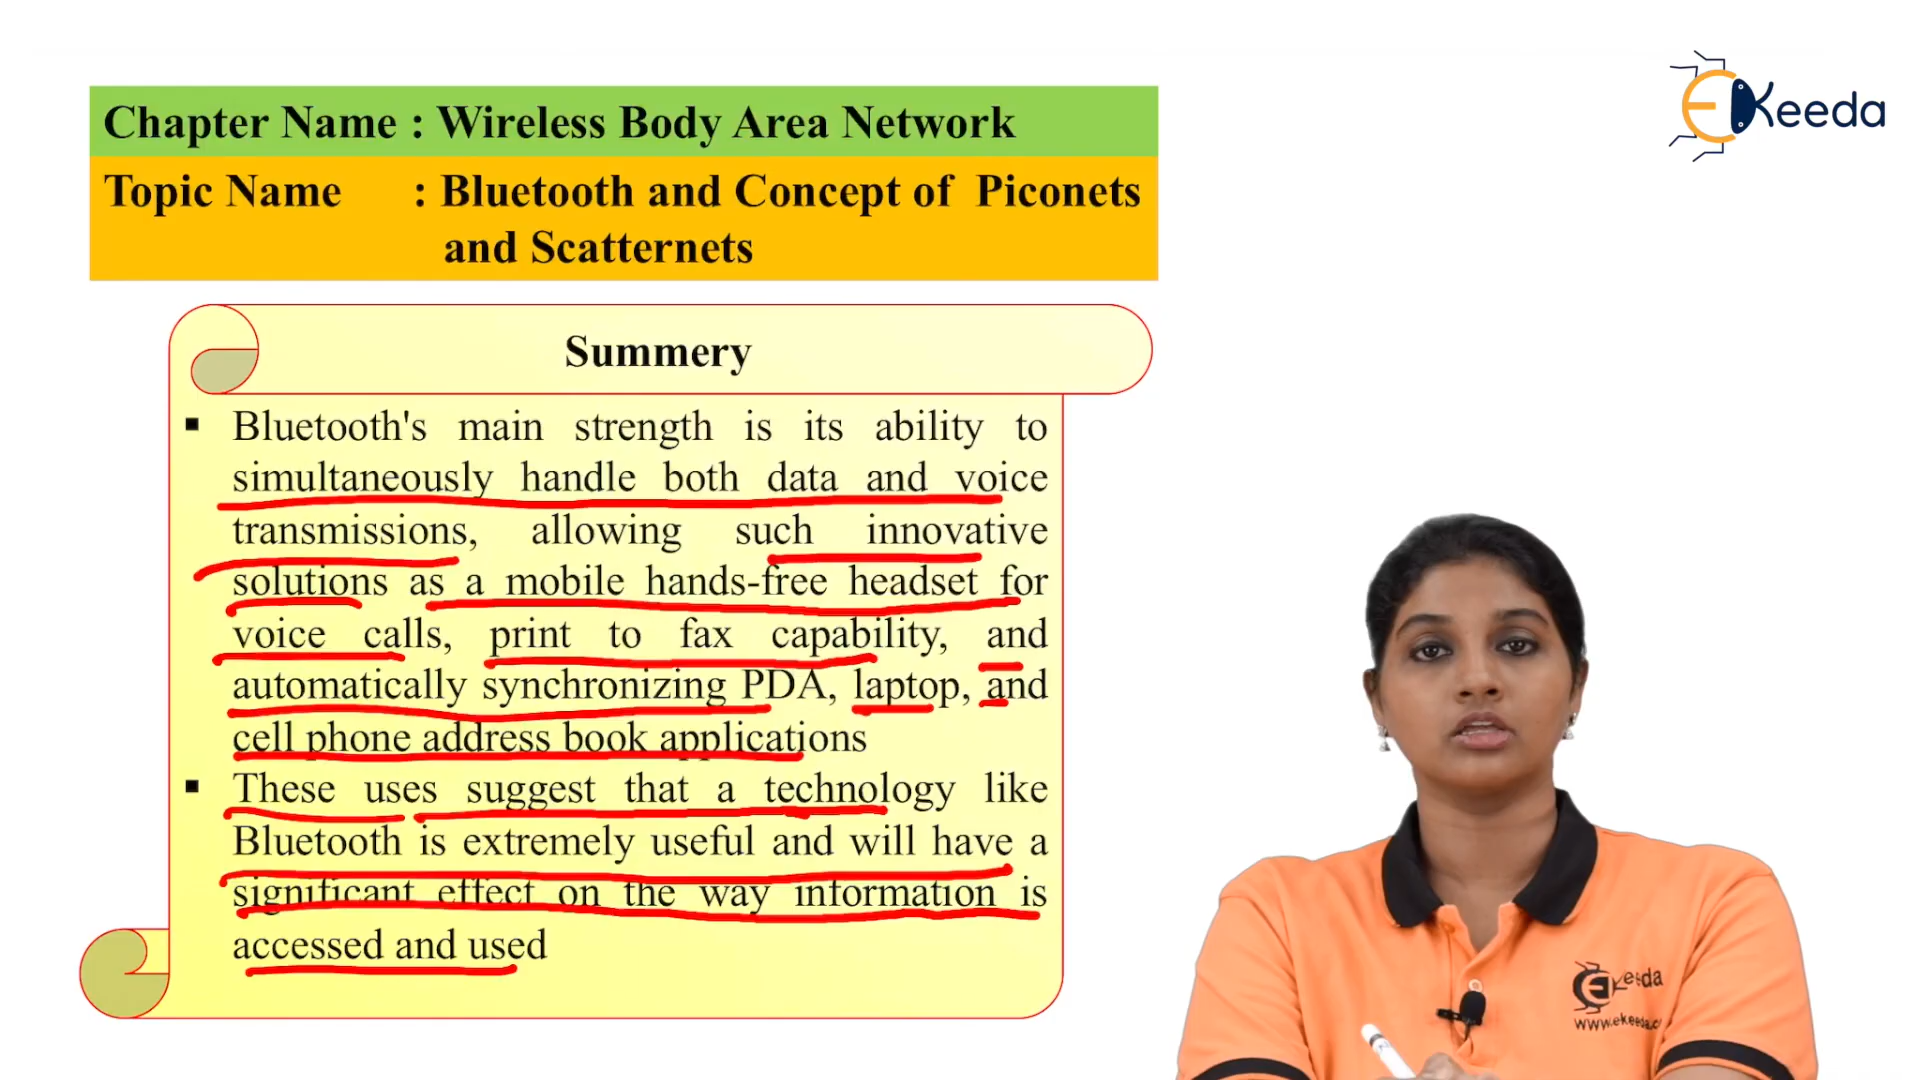 Chapter Name : Wireless Body Area Network
Topic Name : Bluetooth and Concept of Piconets
and Scatternets
EKeeda
Summery
▪ Bluetooth's main strength is its ability to
simultaneously handle both data and voice
transmissions, allowing such innovative
solutions as a mobile hands-free headset for
voice calls, print to fax capability, and
automatically synchronizing PDA, laptop, and
cell phone address book applications
▪ These uses suggest that a technology like
Bluetooth is extremely useful and will have a
significant effect on the way information is
accessed and used
EKeeda
www.ekeeda.c